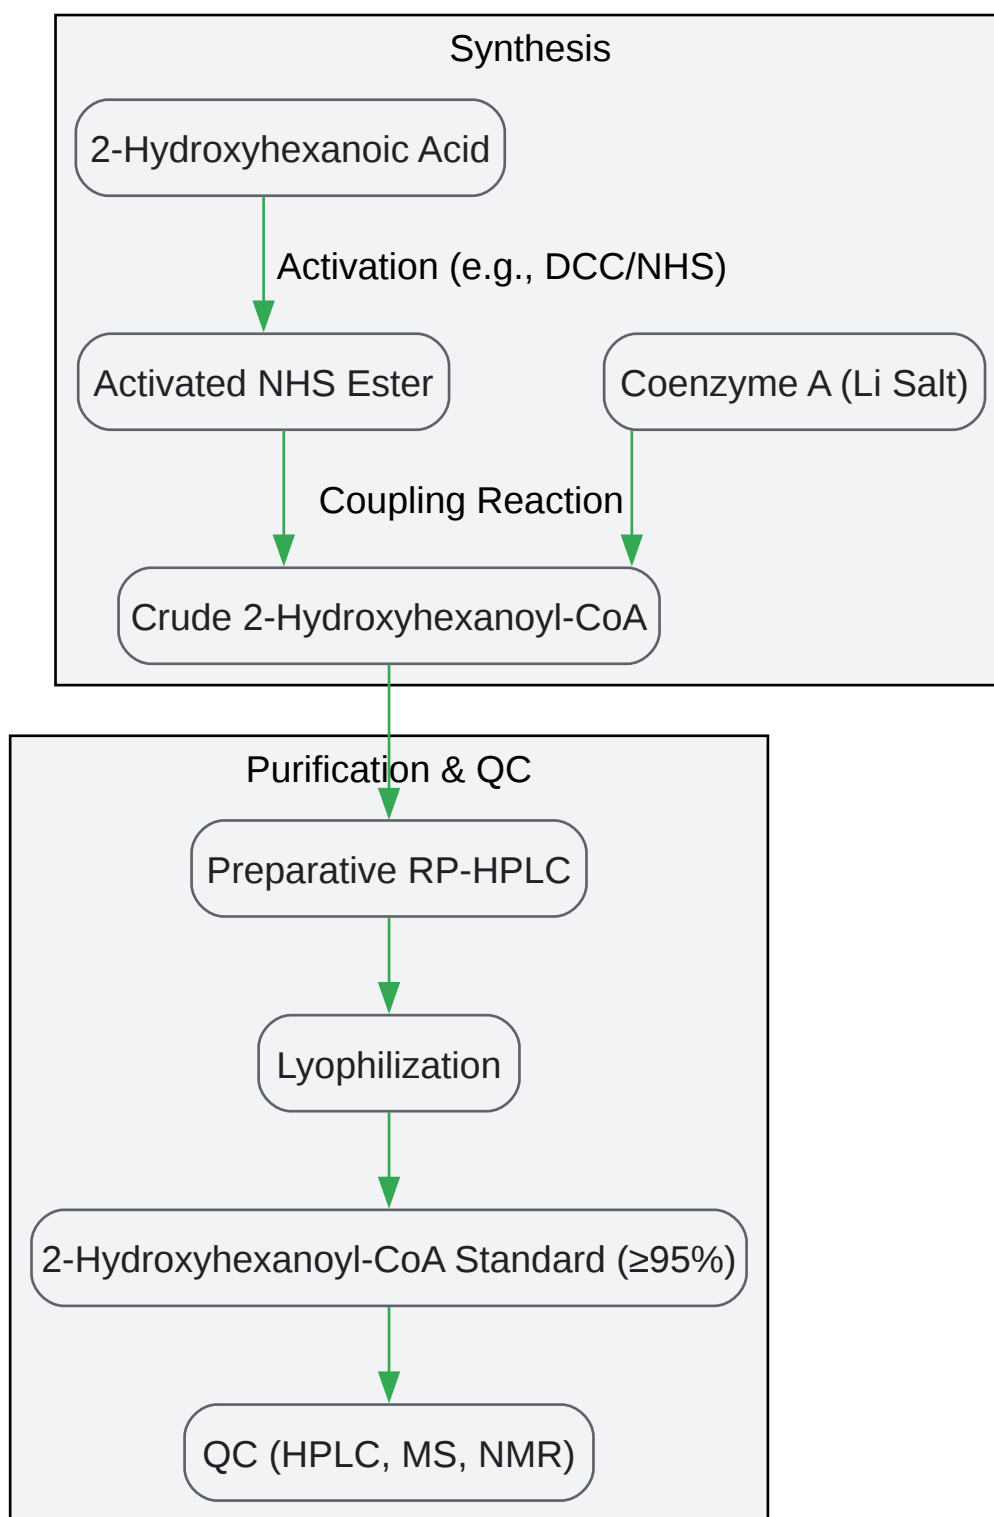 Synthesis
2-Hydroxyhexanoic Acid
Activation (e.g., DCC/NHS)
Activated NHS Ester
Coenzyme A (Li Salt)
Coupling Reaction
Crude 2-Hydroxyhexanoyl-CoA
Purification & QC
Preparative RP-HPLC
Lyophilization
2-Hydroxyhexanoyl-CoA Standard (≥95%)
QC (HPLC, MS, NMR)